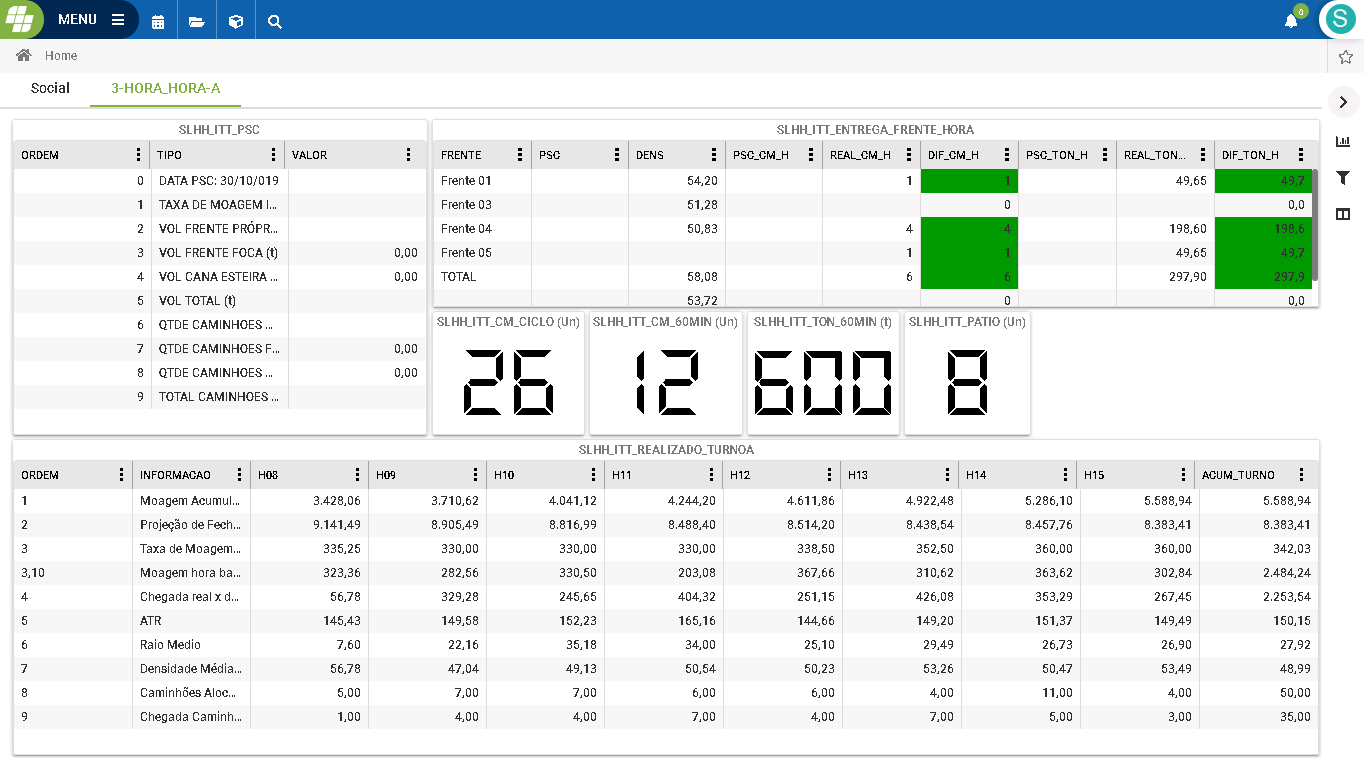 MENU
0
S
Home
Social 3-HORA_HORA-A
SLHH_ITT_PSC
ORDEM TIPO VALOR
0 DATA PSC: 30/10/019
1 TAXA DE MOAGEM I...
2 VOL FRENTE PRÓPR...
3 VOL FRENTE FOCA (t) 0,00
4 VOL CANA ESTEIRA ... 0,00
5 VOL TOTAL (t)
6 QTDE CAMINHOES ...
7 QTDE CAMINHOES F... 0,00
8 QTDE CAMINHOES ... 0,00
9 TOTAL CAMINHOES ...
SLHH_ITT_ENTREGA_FRENTE_HORA
FRENTE PSC DENS PSC_CM_H REAL_CM_H DIF_CM_H PSC_TON_H REAL_TON... DIF_TON_H
Frente 01 54,20 1 1 49,65 49,7
Frente 03 51,28 0 0,0
Frente 04 50,83 4 4 198,60 198,6
Frente 05 1 1 49,65 49,7
TOTAL 58,08 6 6 297,90 297,9
53,72 0 0,0
SLHH_ITT_CM_CICLO (Un)
26
SLHH_ITT_CM_60MIN (Un)
12
SLHH_ITT_TON_60MIN (t)
600
SLHH_ITT_PATIO (Un)
8
SLHH_ITT_REALIZADO_TURNOA
ORDEM INFORMACAO H08 H09 H10 H11 H12 H13 H14 H15 ACUM_TURNO
1 Moagem Acumul... 3.428,06 3.710,62 4.041,12 4.244,20 4.611,86 4.922,48 5.286,10 5.588,94 5.588,94
2 Projeção de Fech... 9.141,49 8.905,49 8.816,99 8.488,40 8.514,20 8.438,54 8.457,76 8.383,41 8.383,41
3 Taxa de Moagem... 335,25 330,00 330,00 330,00 338,50 352,50 360,00 360,00 342,03
3,10 Moagem hora ba... 323,36 282,56 330,50 203,08 367,66 310,62 363,62 302,84 2.484,24
4 Chegada real x d... 56,78 329,28 245,65 404,32 251,15 426,08 353,29 267,45 2.253,54
5 ATR 145,43 149,58 152,23 165,16 144,66 149,20 151,37 149,49 150,15
6 Raio Medio 7,60 22,16 35,18 34,00 25,10 29,49 26,73 26,90 27,92
7 Densidade Média... 56,78 47,04 49,13 50,54 50,23 53,26 50,47 53,49 48,99
8 Caminhões Aloc... 5,00 7,00 7,00 6,00 6,00 4,00 11,00 4,00 50,00
9 Chegada Caminh... 1,00 4,00 4,00 7,00 4,00 7,00 5,00 3,00 35,00